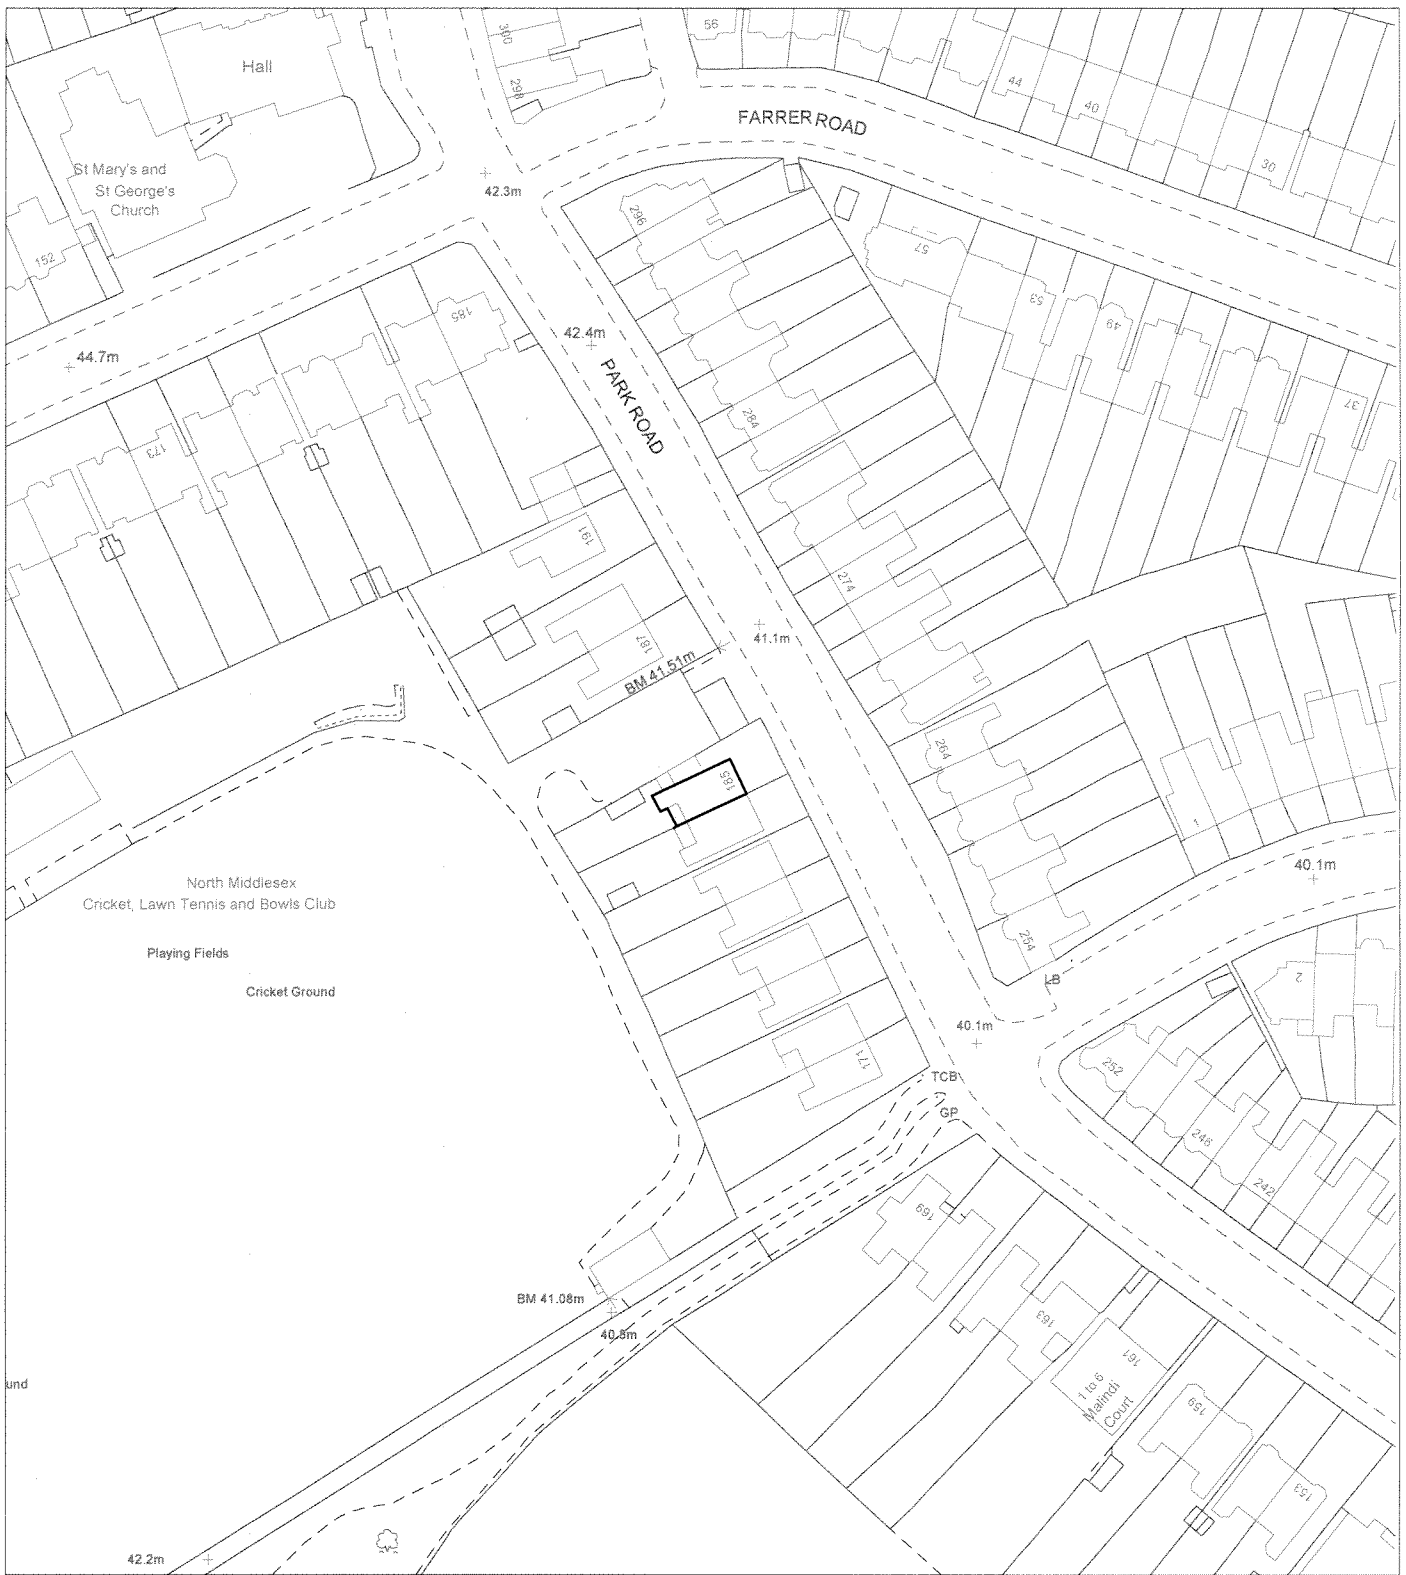 56
300
Hall
298
44
40
FARRER ROAD
30
St Mary's and
St George's
Church
42.3m
296
57
152
53
49
185
42.4m
44.7m
PARK ROAD
37
284
173
191
274
41.1m
187
BM 41.51m
264
185
40.1m
North Middlesex
Cricket, Lawn Tennis and Bowls Club
Playing Fields
Cricket Ground
254
LB
2
40.1m
171
252
TCB
GP
246
242
169
BM 41.08m
40.8m
163
161
1 to 6
Malindi
Court
und
159
153
42.2m